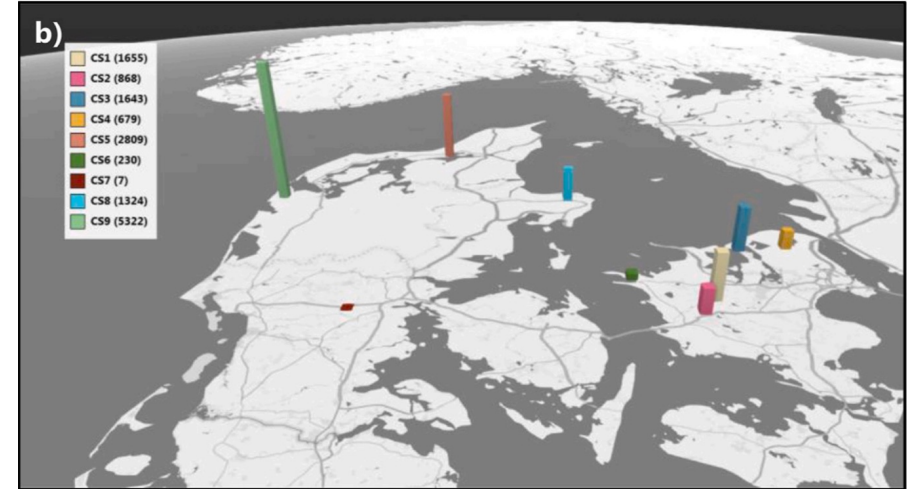 b)
CS1 (1655)
CS2 (868)
CS3 (1643)
CS4 (679)
CS5 (2809)
CS6 (230)
CS7 (7)
CS8 (1324)
CS9 (5322)